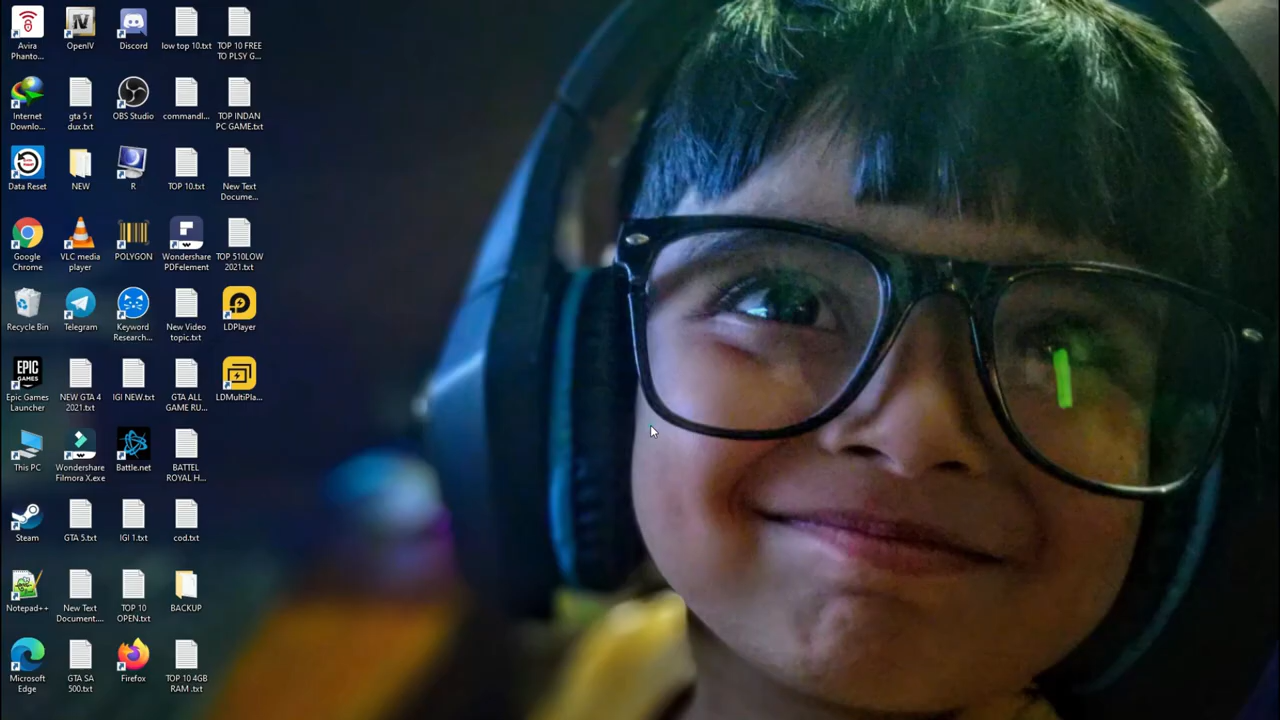 Avira
Phanto...
OpenIV
Discord
low top 10.txt
TOP 10 FREE
TO PLSY G...
Internet
Downlo...
gta 5 r
dux.txt
OBS Studio
commandl...
TOP INDAN
PC GAME.txt
Data Reset
NEW
R
TOP 10.txt
New Text
Docume...
Google
Chrome
VLC media
player
POLYGON
Wondershare
PDFelement
TOP 510LOW
2021.txt
Recycle Bin
Telegram
Keyword
Research...
New Video
topic.txt
LDPlayer
EPIC
GAMES
Epic Games
Launcher
NEW GTA 4
2021.txt
IGI NEW.txt
GTA ALL
GAME RU...
LDMultiPla...
This PC
Wondershare
Filmora X.exe
Battle.net
BATTEL
ROYAL H...
Steam
GTA 5.txt
IGI 1.txt
cod.txt
Notepad++
New Text
Document....
TOP 10
OPEN.txt
BACKUP
Microsoft
Edge
GTA SA
500.txt
Firefox
TOP 10 4GB
RAM .txt